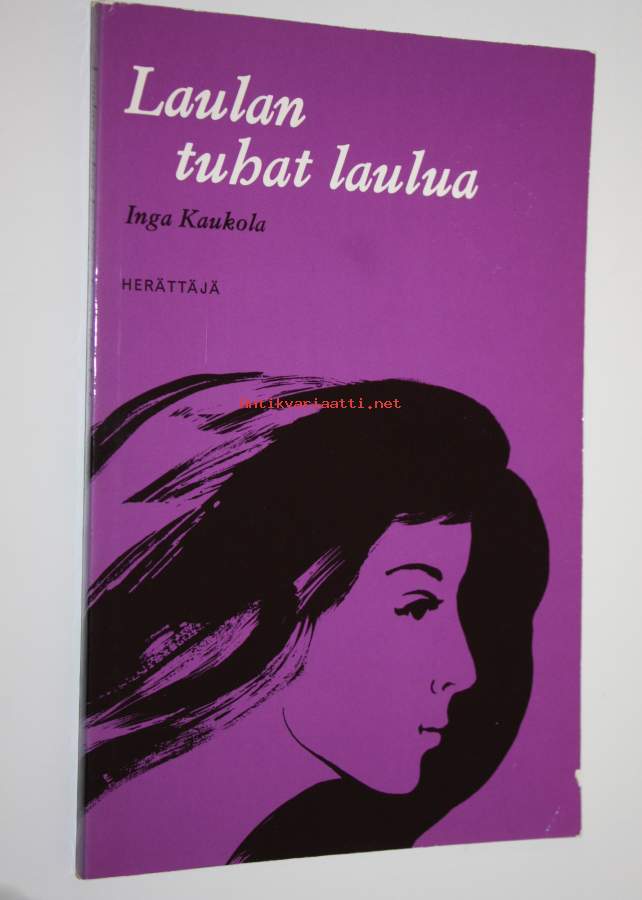 Laulan
tuhat laulua
Inga Kaukola
HERÄTTÄJÄ
antikvariaatti.net